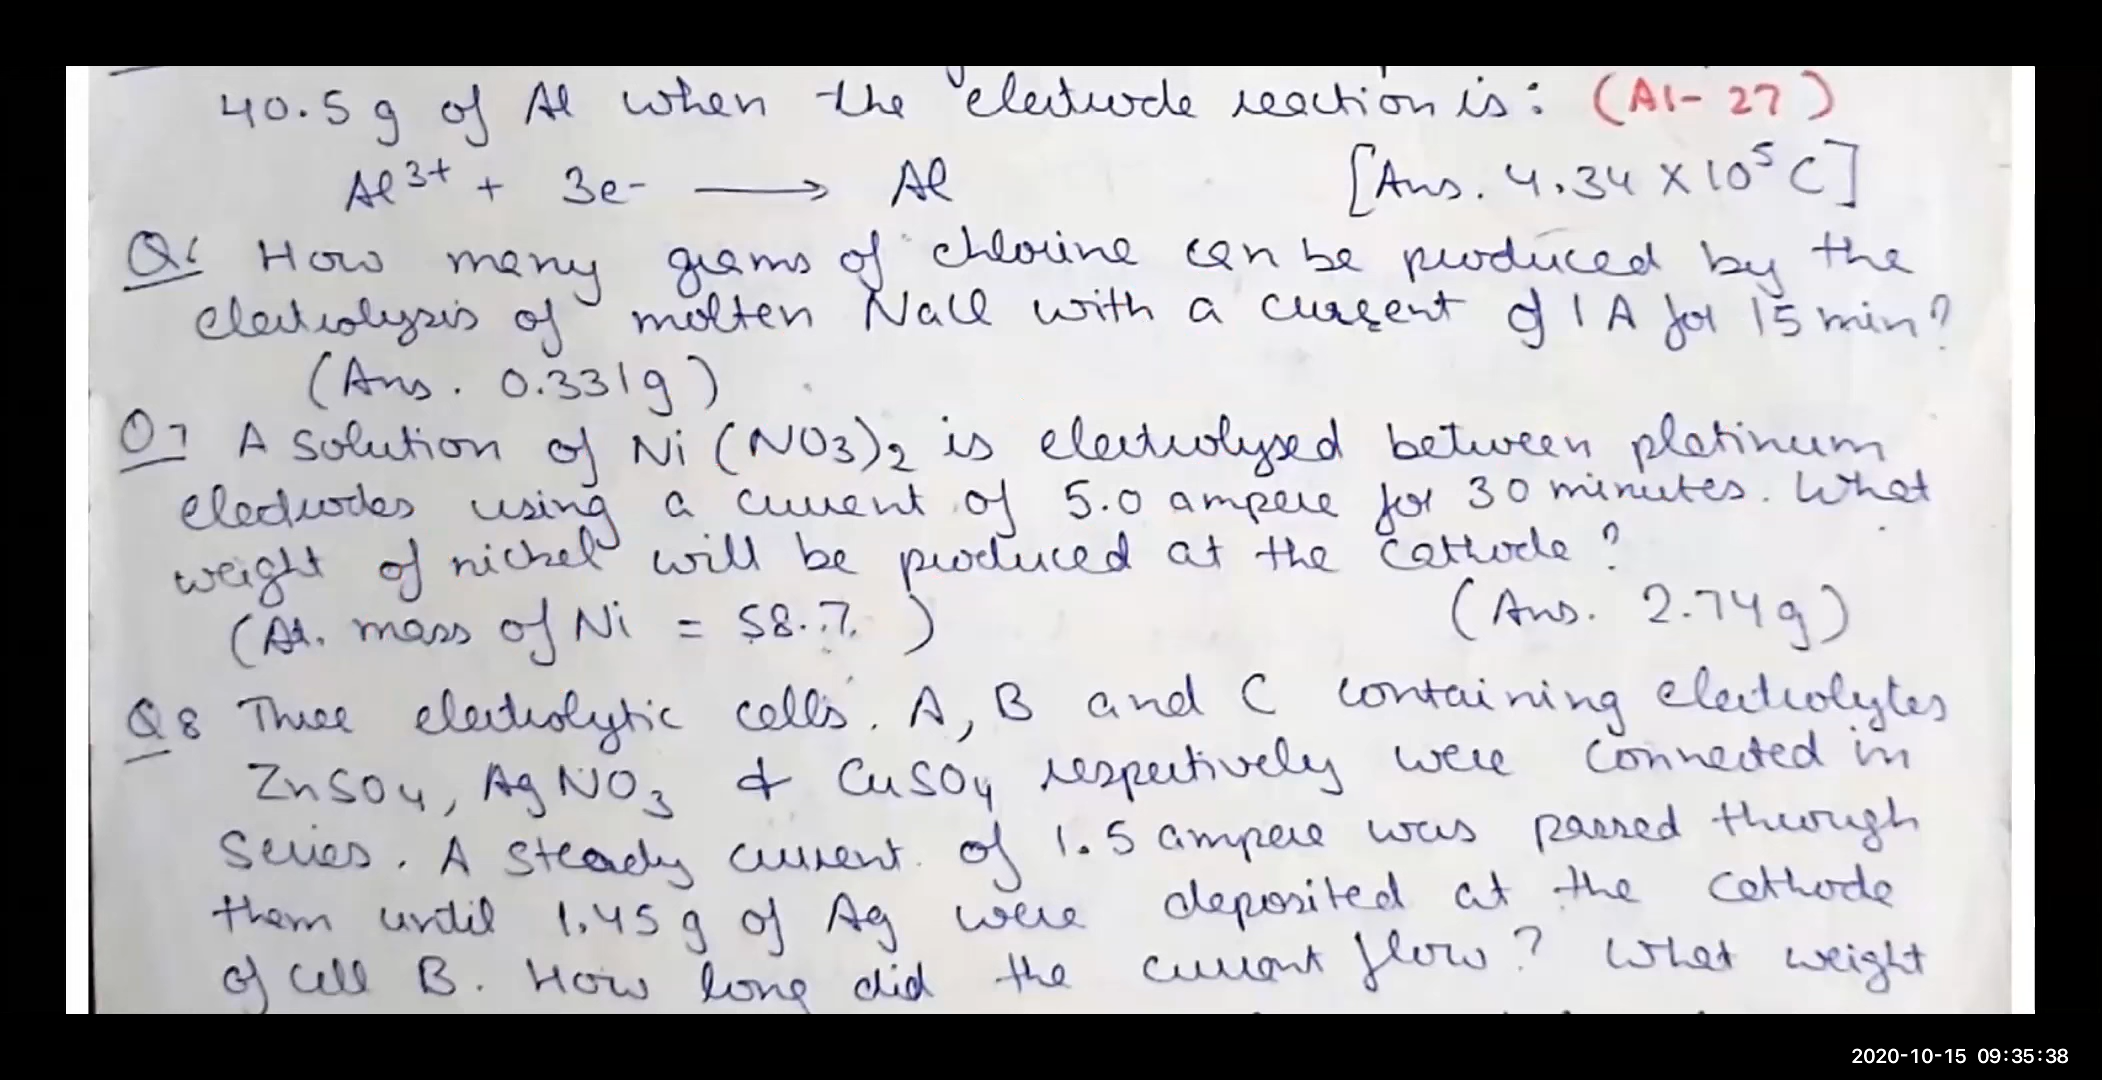 40.5 g of Al when the electrode reaction is: (Al- 27)
Al3+ + 3e- ⟶ Al [Ans. 4.34 X 10⁵ C]
Q6 How many grams of chlorine can be produced by the
electrolysis of molten NaCl with a current of 1 A for 15 min?
(Ans. 0.331g)
Q7 A solution of Ni(NO3)2 is electrolysed between platinum
electrodes using a current of 5.0 ampere for 30 minutes. What
weight of nickel will be produced at the cathode?
(At. mass of Ni = 58.7.) (Ans. 2.74g)
Q8 Three electrolytic cells. A, B and C containing electrolytes
ZnSO4, AgNO3 & CuSO4 respectively were connected in
Series. A steady current of 1.5 ampere was passed through
them until 1.45 g of Ag were deposited at the cathode
of cell B. How long did the current flow? What weight
2020-10-15 09:35:38